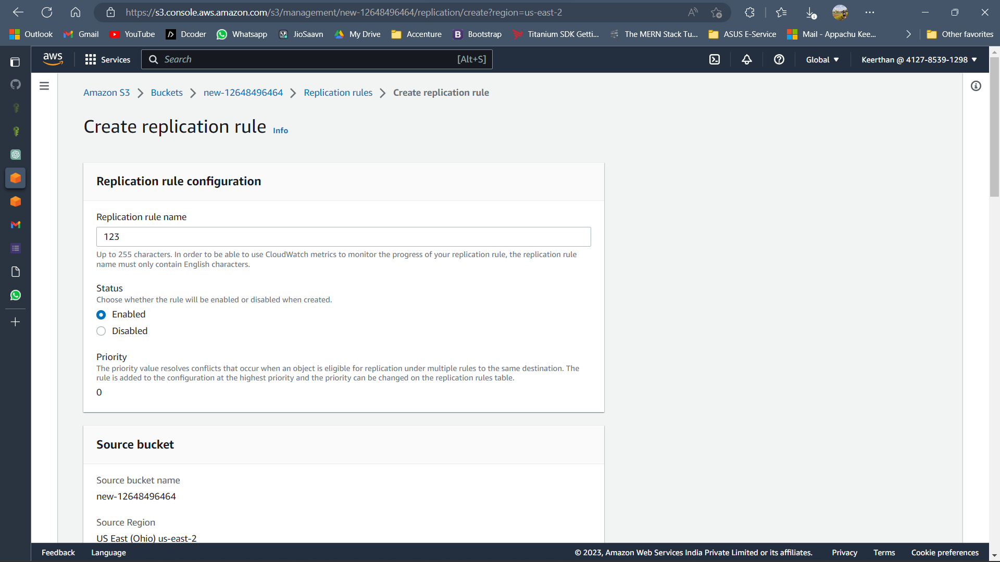 https://s3.console.aws.amazon.com/s3/management/new-12648496464/replication/create?region=us-east-2
Outlook Gmail YouTube Dcoder Whatsapp JioSaavn My Drive Accenture Bootstrap Titanium SDK Getti... The MERN Stack Tu... ASUS E-Service Mail - Appachu Kee... Other favorites
aws Services Search [Alt+S] Global Keerthan @ 4127-8539-1298
Amazon S3 Buckets new-12648496464 Replication rules Create replication rule
Create replication rule Info
Replication rule configuration
Replication rule name
123
Up to 255 characters. In order to be able to use CloudWatch metrics to monitor the progress of your replication rule, the replication rule
name must only contain English characters.
Status
Choose whether the rule will be enabled or disabled when created.
Enabled
Disabled
Priority
The priority value resolves conflicts that occur when an object is eligible for replication under multiple rules to the same destination. The
rule is added to the configuration at the highest priority and the priority can be changed on the replication rules table.
0
Source bucket
Source bucket name
new-12648496464
Source Region
US East (Ohio) us-east-2
Feedback Language © 2023, Amazon Web Services India Private Limited or its affiliates. Privacy Terms Cookie preferences